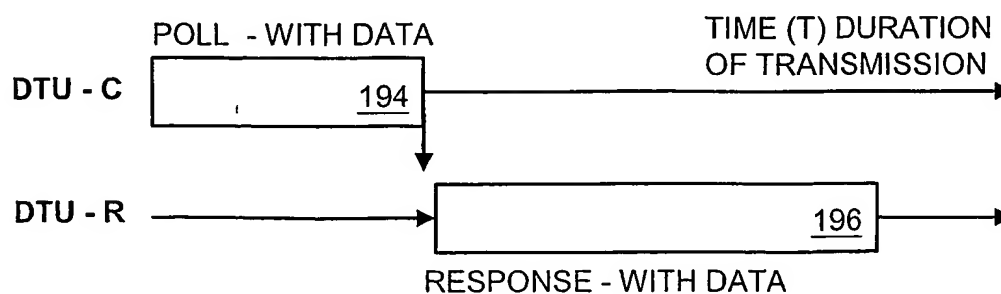 POLL - WITH DATA
TIME (T) DURATION
OF TRANSMISSION
DTU - C
194
DTU - R
196
RESPONSE - WITH DATA